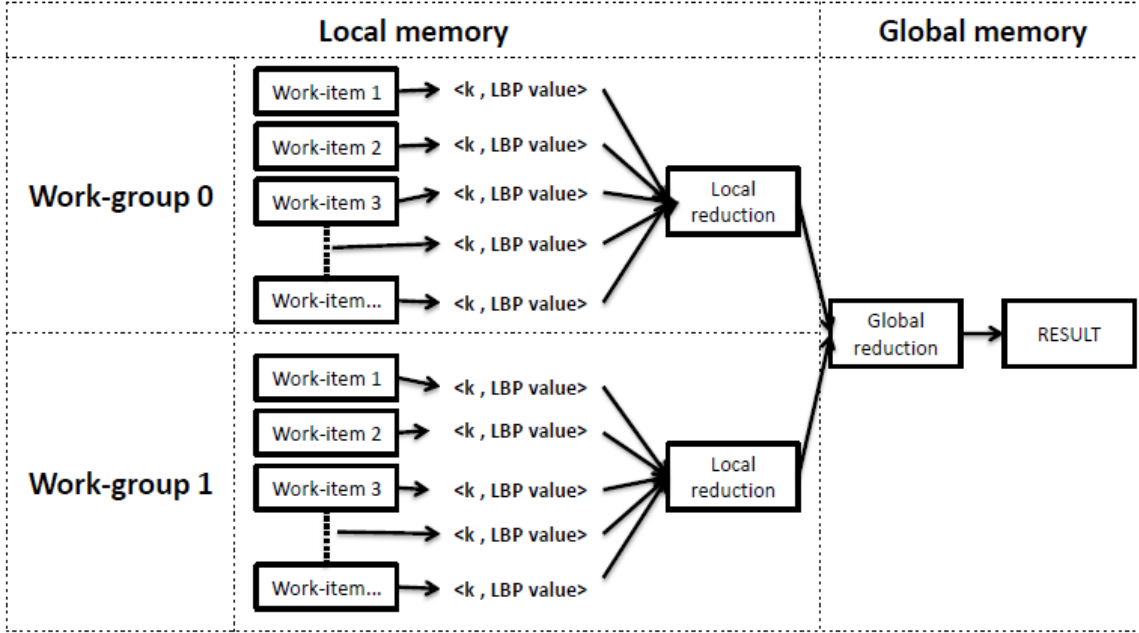 Local memory
Global memory
Work-group 0
Work-item 1
<k , LBP value>
Work-item 2
<k , LBP value>
Work-item 3
<k , LBP value>
<k , LBP value>
Work-item...
<k , LBP value>
Local
reduction
Work-group 1
Work-item 1
<k , LBP value>
Work-item 2
<k , LBP value>
Work-item 3
<k , LBP value>
<k , LBP value>
Work-item...
<k , LBP value>
Local
reduction
Global
reduction
RESULT